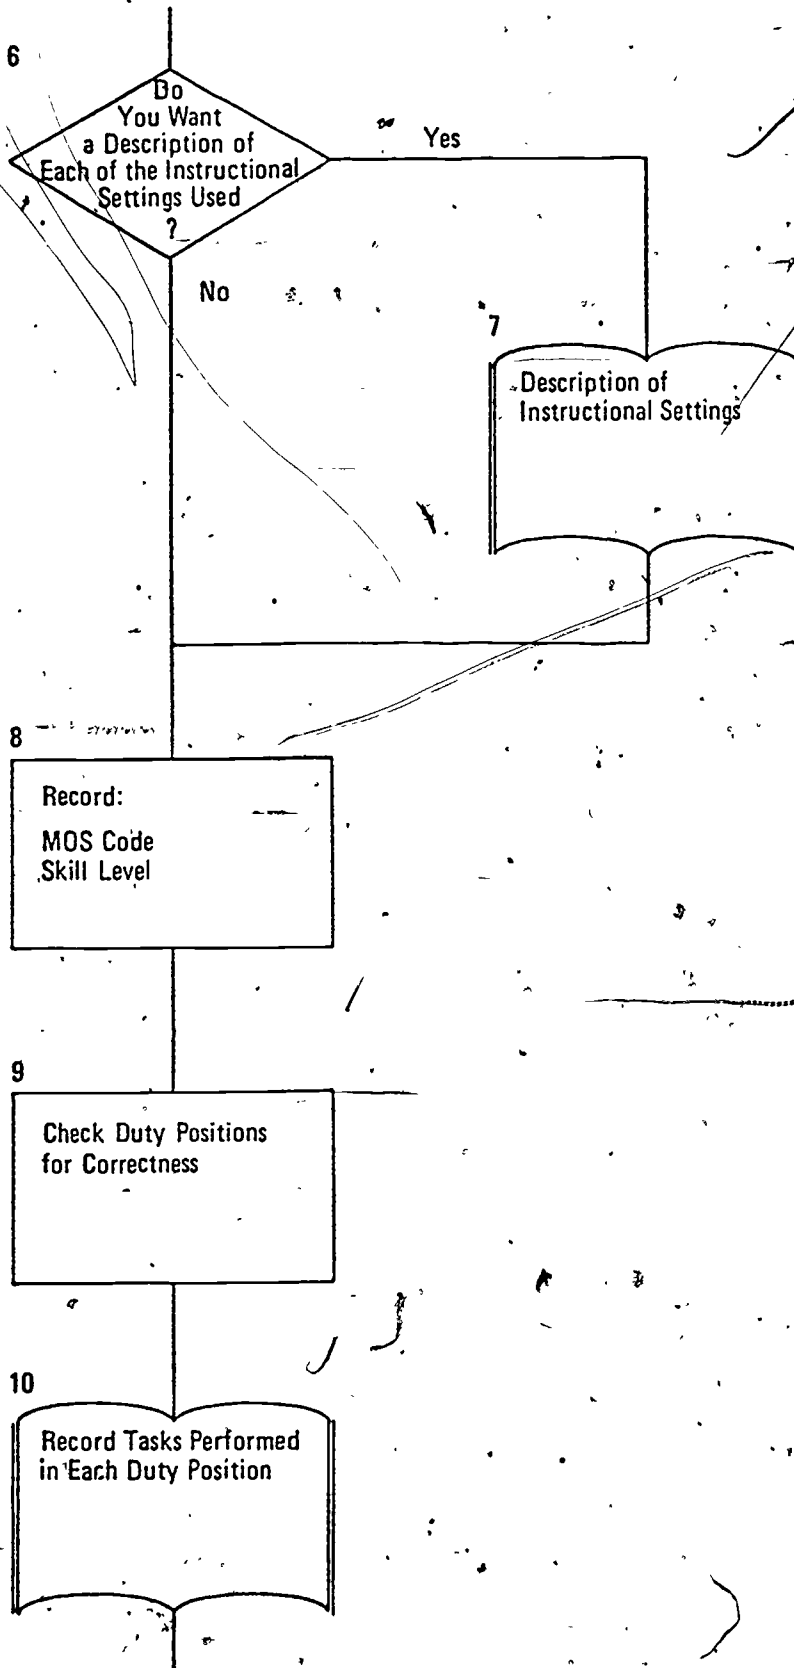 6
Do
You Want
a Description of
Each of the Instructional
Settings Used
?
Yes
No
7
Description of
Instructional Settings
8
Record:
MOS Code
Skill Level
9
Check Duty Positions
for Correctness
10
Record Tasks Performed
in Each Duty Position